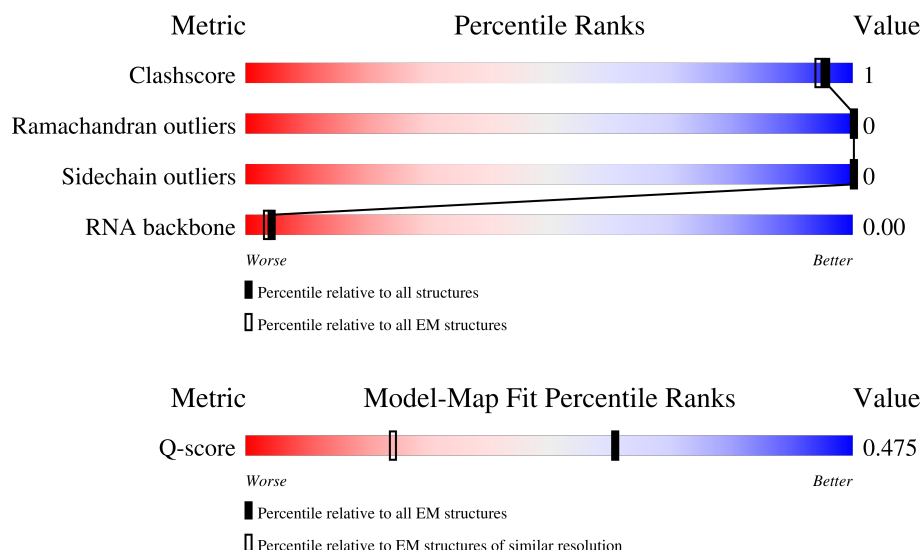 Metric Percentile Ranks Value
Clashscore 1
Ramachandran outliers 0
Sidechain outliers 0
RNA backbone 0.00
Worse Better
Percentile relative to all structures
Percentile relative to all EM structures
Metric Model-Map Fit Percentile Ranks Value
Q-score 0.475
Worse Better
Percentile relative to all EM structures
Percentile relative to EM structures of similar resolution